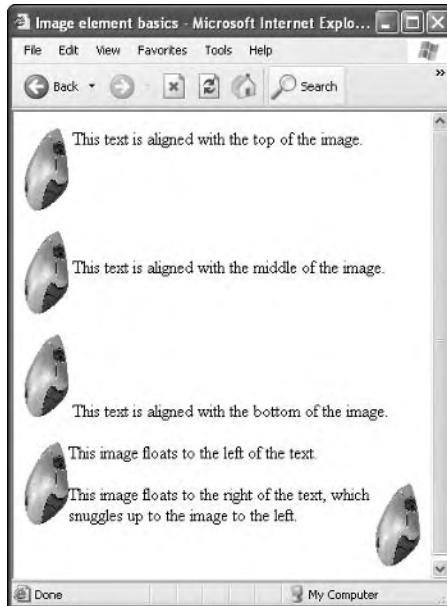 Image element basics - Microsoft Internet Explo...
File Edit View Favorites Tools Help
Back Search »
This text is aligned with the top of the image.
This text is aligned with the middle of the image.
This text is aligned with the bottom of the image.
This image floats to the left of the text.
This image floats to the right of the text, which
snuggles up to the image to the left.
Done My Computer